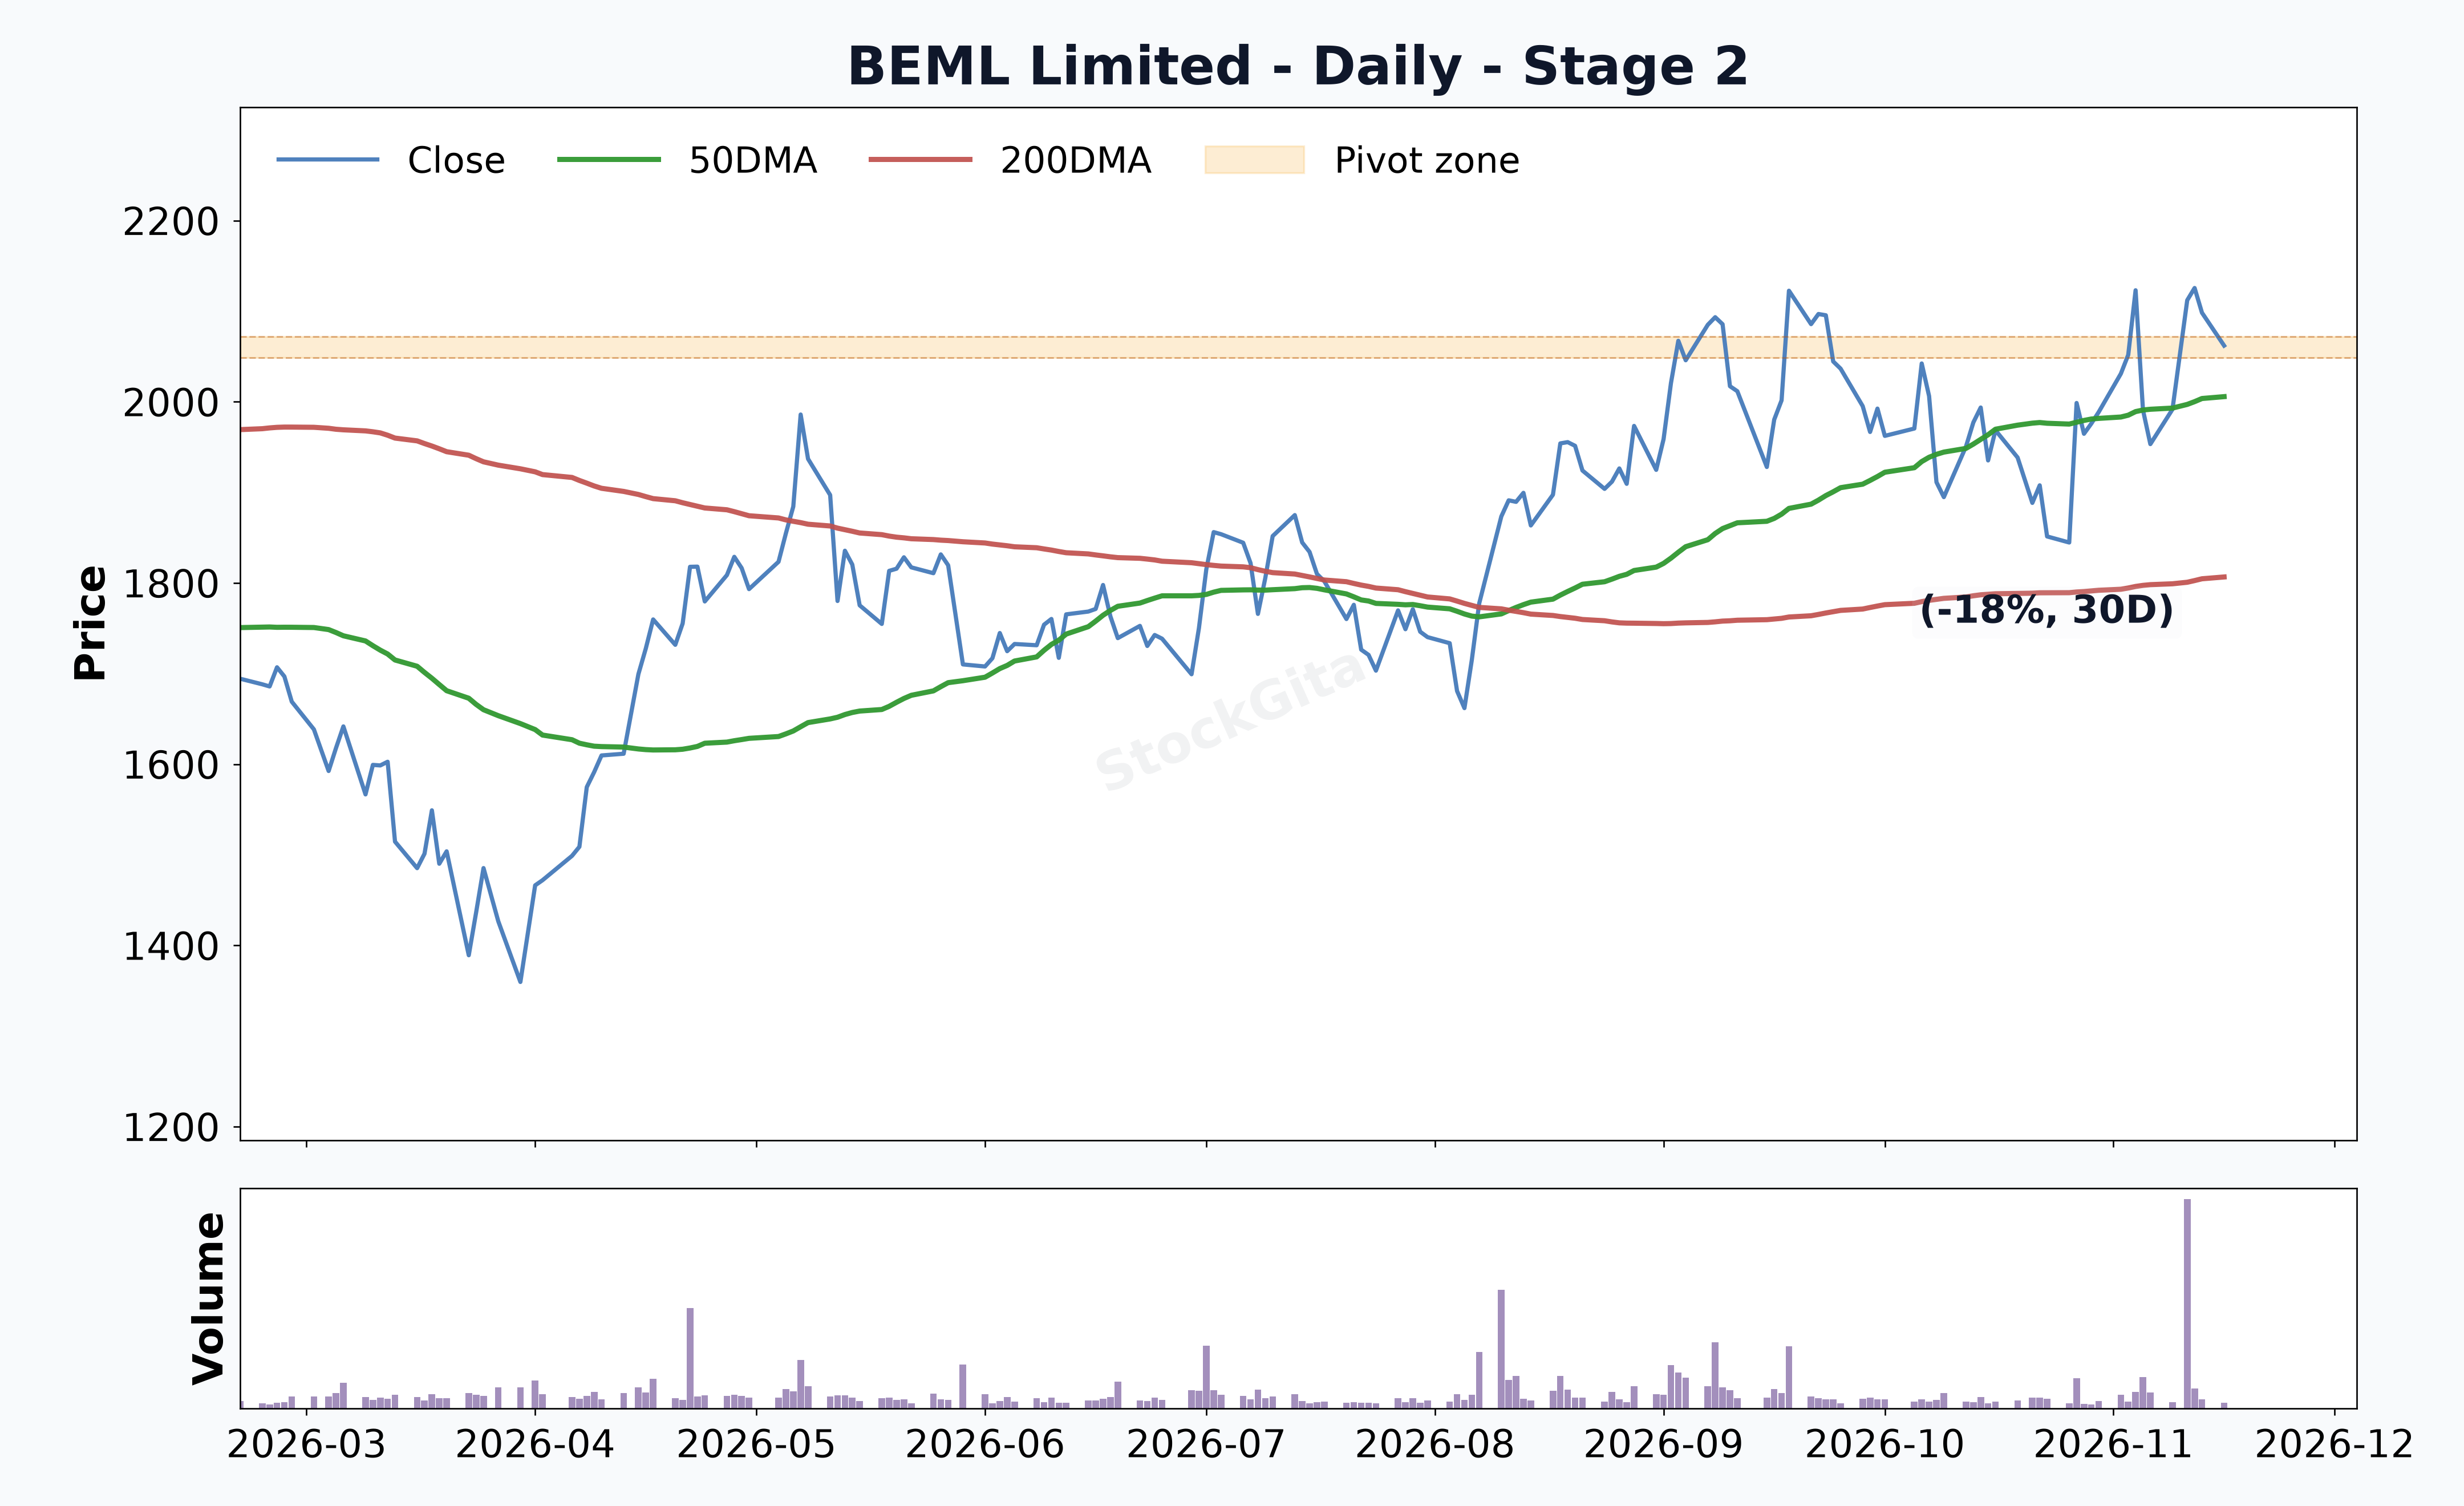 BEML Limited - Daily - Stage 2
Close 50DMA 200DMA Pivot zone
2200
2000
1800
1600
1400
1200
Price
(-18%, 30D)
StockGita
Volume
2026-03 2026-04 2026-05 2026-06 2026-07 2026-08 2026-09 2026-10 2026-11 2026-12